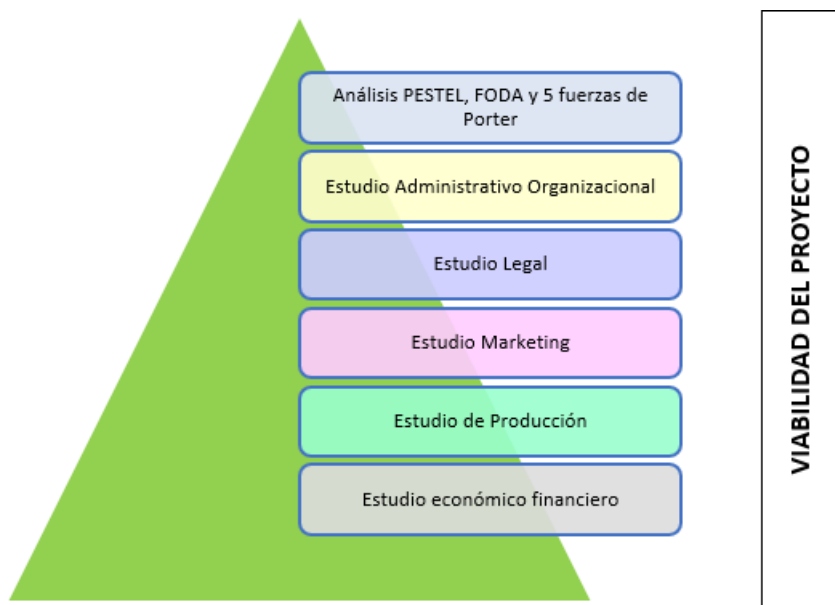 Análisis PESTEL, FODA y 5 fuerzas de
Porter
Estudio Administrativo Organizacional
Estudio Legal
Estudio Marketing
Estudio de Producción
Estudio económico financiero
VIABILIDAD DEL PROYECTO